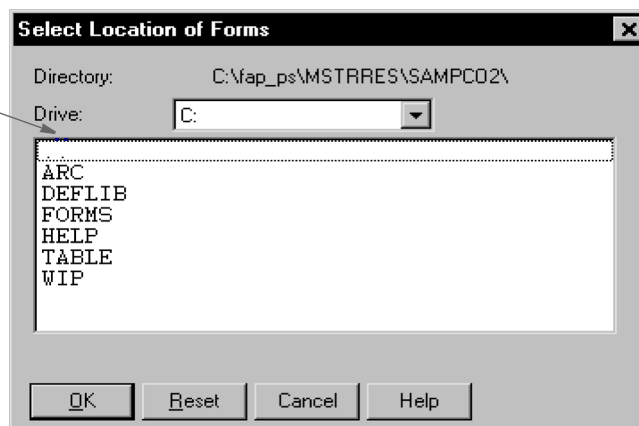 Select Location of Forms
Directory: C:\fap_ps\MSTRRES\SAMPCO2\
Drive: C:
..
ARC
DEFLIB
FORMS
HELP
TABLE
WIP
OK Reset Cancel Help